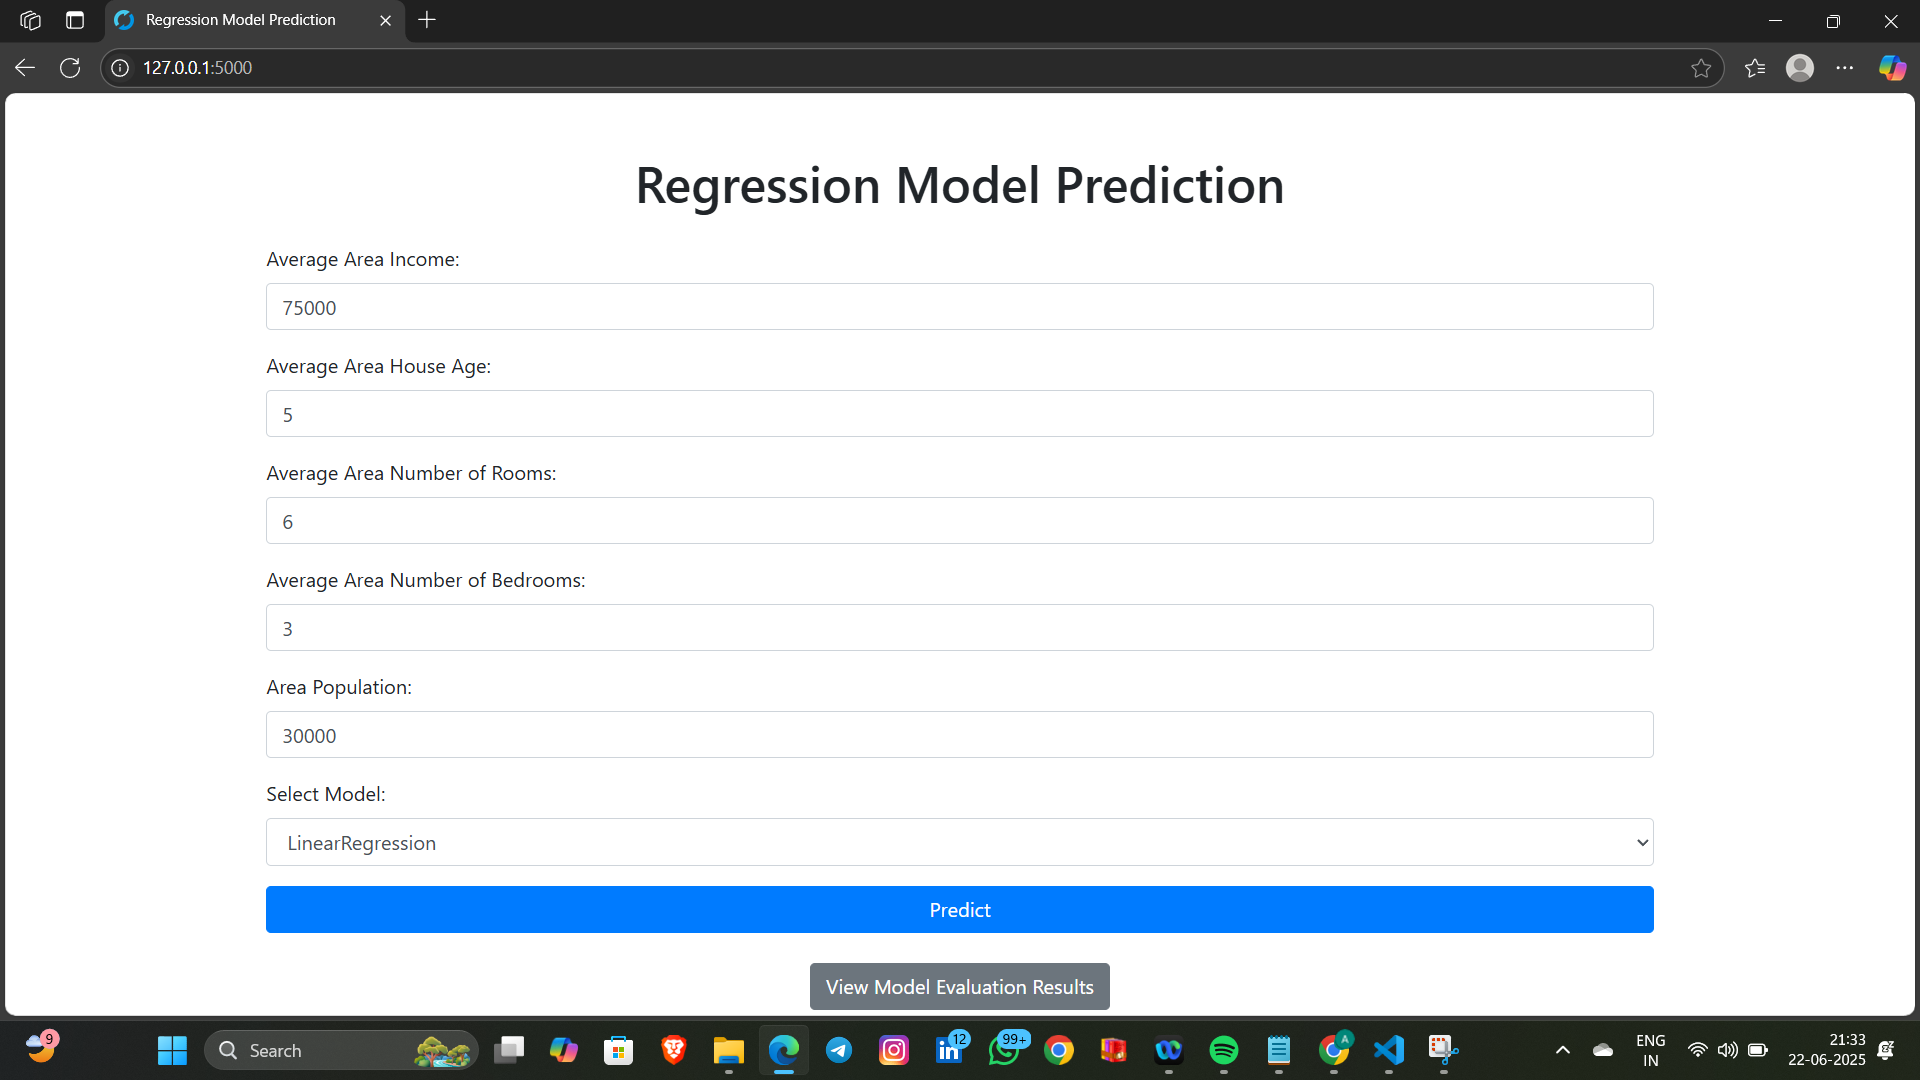 Regression Model Prediction
127.0.0.1:5000
Regression Model Prediction
Average Area Income:
75000
Average Area House Age:
5
Average Area Number of Rooms:
6
Average Area Number of Bedrooms:
3
Area Population:
30000
Select Model:
LinearRegression
Predict
View Model Evaluation Results
9
Search
12
99+
A
ENG
IN
21:33
22-06-2025